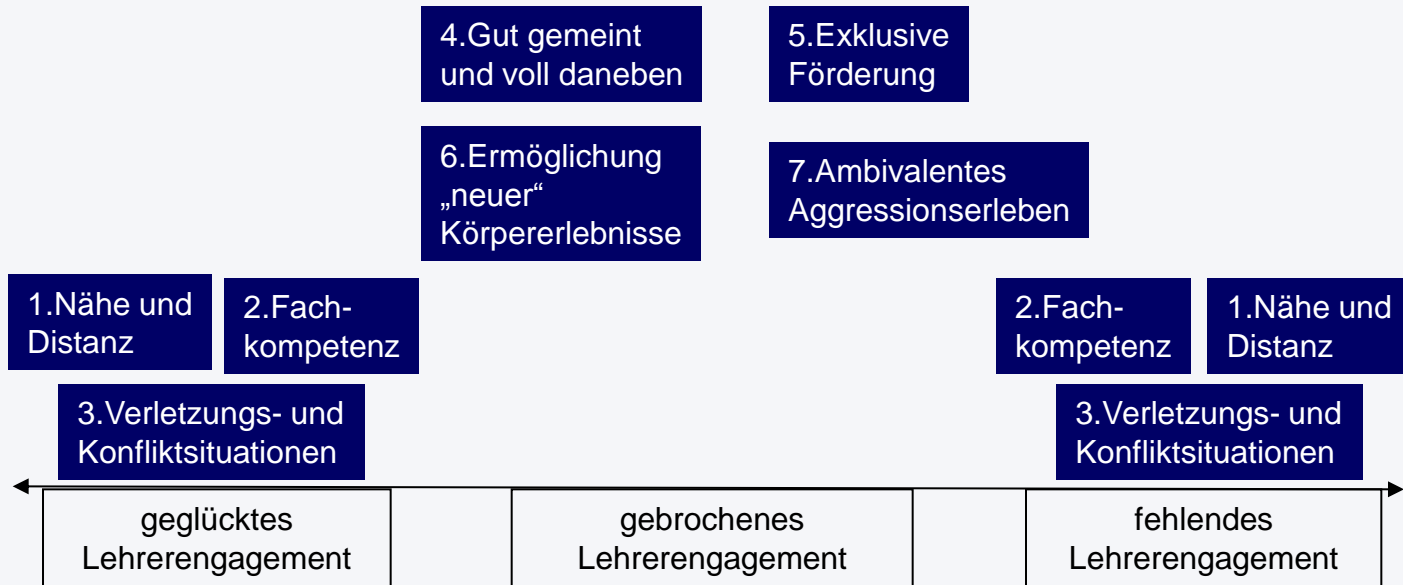 4.Gut gemeint
und voll daneben
5.Exklusive
Förderung
6.Ermöglichung
„neuer“
Körpererlebnisse
7.Ambivalentes
Aggressionserleben
1.Nähe und
Distanz
2.Fach-
kompetenz
2.Fach-
kompetenz
1.Nähe und
Distanz
3.Verletzungs- und
Konfliktsituationen
3.Verletzungs- und
Konfliktsituationen
geglücktes
Lehrerengagement
gebrochenes
Lehrerengagement
fehlendes
Lehrerengagement